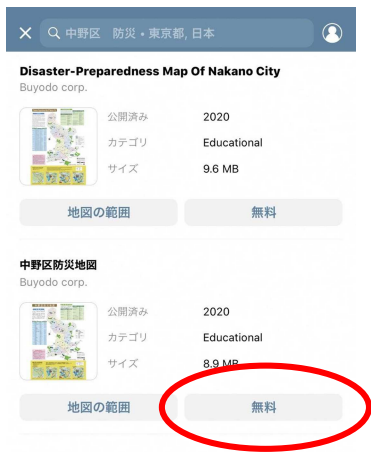 中野区 防災・東京都, 日本
Disaster-Preparedness Map Of Nakano City
Buyodo corp.
公開済み 2020
カテゴリ Educational
サイズ 9.6 MB
地図の範囲 無料
中野区防災地図
Buyodo corp.
公開済み 2020
カテゴリ Educational
サイズ 8.9 MB
地図の範囲 無料